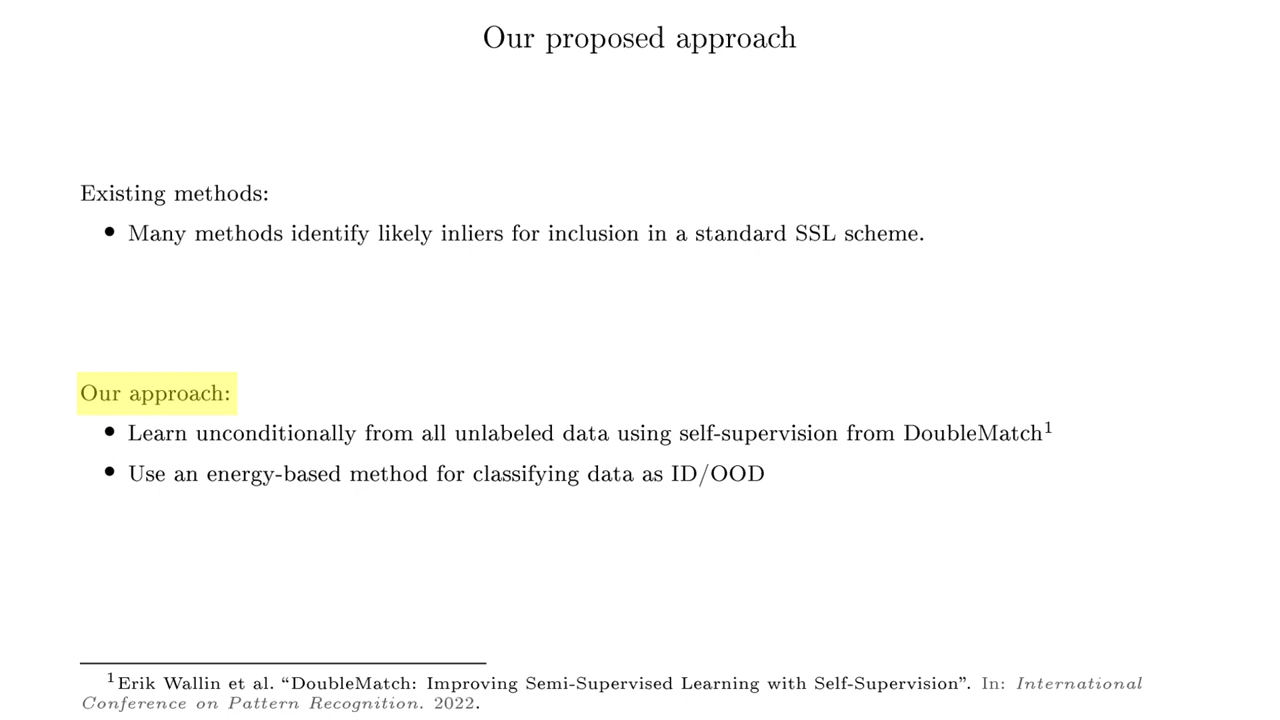 Our proposed approach
Existing methods:
• Many methods identify likely inliers for inclusion in a standard SSL scheme.
Our approach:
• Learn unconditionally from all unlabeled data using self-supervision from DoubleMatch¹
• Use an energy-based method for classifying data as ID/OOD
¹Erik Wallin et al. “DoubleMatch: Improving Semi-Supervised Learning with Self-Supervision”. In: International
Conference on Pattern Recognition. 2022.